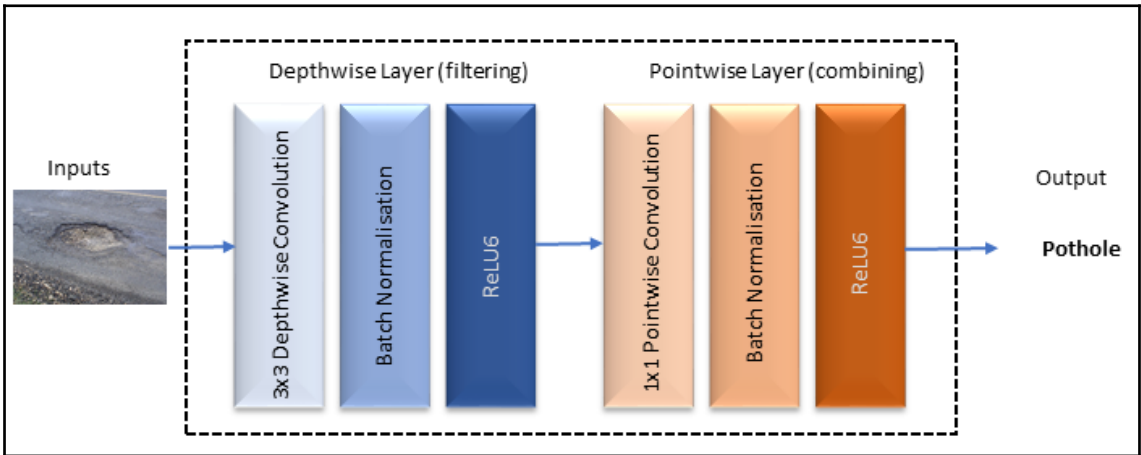 Depthwise Layer (filtering)
Pointwise Layer (combining)
Inputs
3x3 Depthwise Convolution
Batch Normalisation
ReLU6
1x1 Pointwise Convolution
Batch Normalisation
ReLU6
Output
Pothole